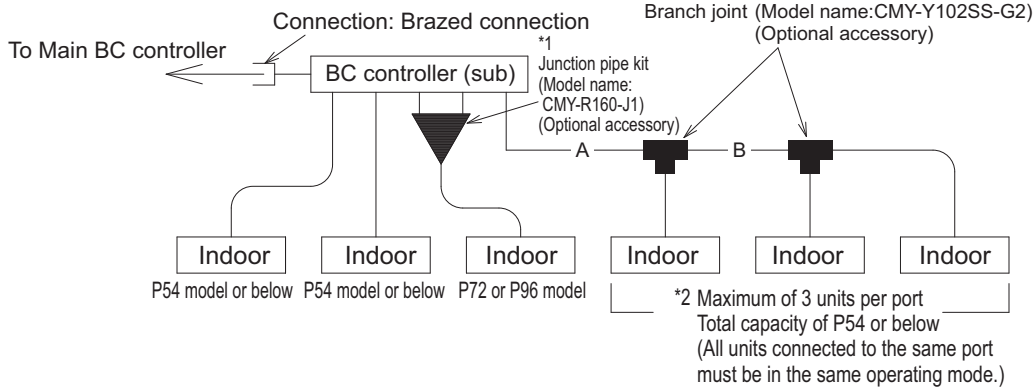 Branch joint (Model name:CMY-Y102SS-G2)
(Optional accessory)
Connection: Brazed connection
To Main BC controller
*1
Junction pipe kit
(Model name:
CMY-R160-J1)
(Optional accessory)
BC controller (sub)
A
B
Indoor
Indoor
Indoor
Indoor
Indoor
Indoor
P54 model or below
P54 model or below
P72 or P96 model
*2 Maximum of 3 units per port
Total capacity of P54 or below
(All units connected to the same port
must be in the same operating mode.)